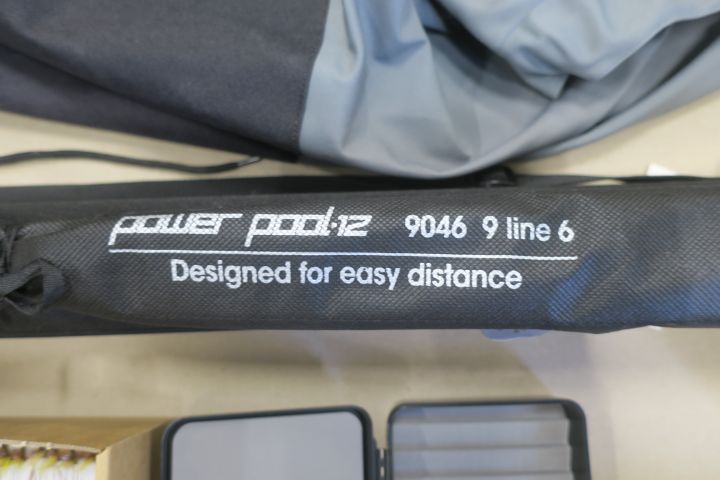 power pool·12 9046 9 line 6
Designed for easy distance